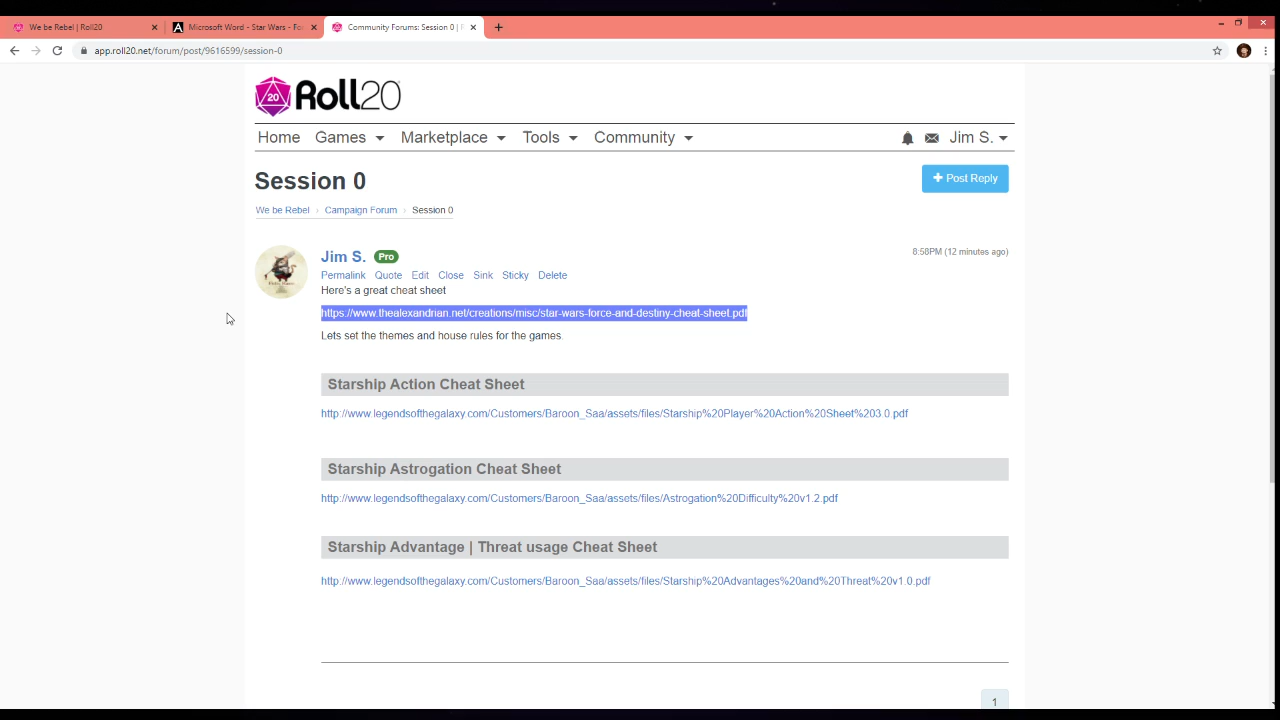 We be Rebel | Roll20
Microsoft Word - Star Wars - Fo
Community Forums: Session 0 |
app.roll20.net/forum/post/9616599/session-0
20 Roll20
Home Games Marketplace Tools Community Jim S.
Session 0
+ Post Reply
We be Rebel › Campaign Forum › Session 0
Jim S. Pro
8:58PM (12 minutes ago)
Permalink Quote Edit Close Sink Sticky Delete
Here's a great cheat sheet
https://www.thealexandrian.net/creations/misc/star-wars-force-and-destiny-cheat-sheet.pdf
Lets set the themes and house rules for the games.
Starship Action Cheat Sheet
http://www.legendsofthegalaxy.com/Customers/Baroon_Saa/assets/files/Starship%20Player%20Action%20Sheet%203.0.pdf
Starship Astrogation Cheat Sheet
http://www.legendsofthegalaxy.com/Customers/Baroon_Saa/assets/files/Astrogation%20Difficulty%20v1.2.pdf
Starship Advantage | Threat usage Cheat Sheet
http://www.legendsofthegalaxy.com/Customers/Baroon_Saa/assets/files/Starship%20Advantages%20and%20Threat%20v1.0.pdf
1